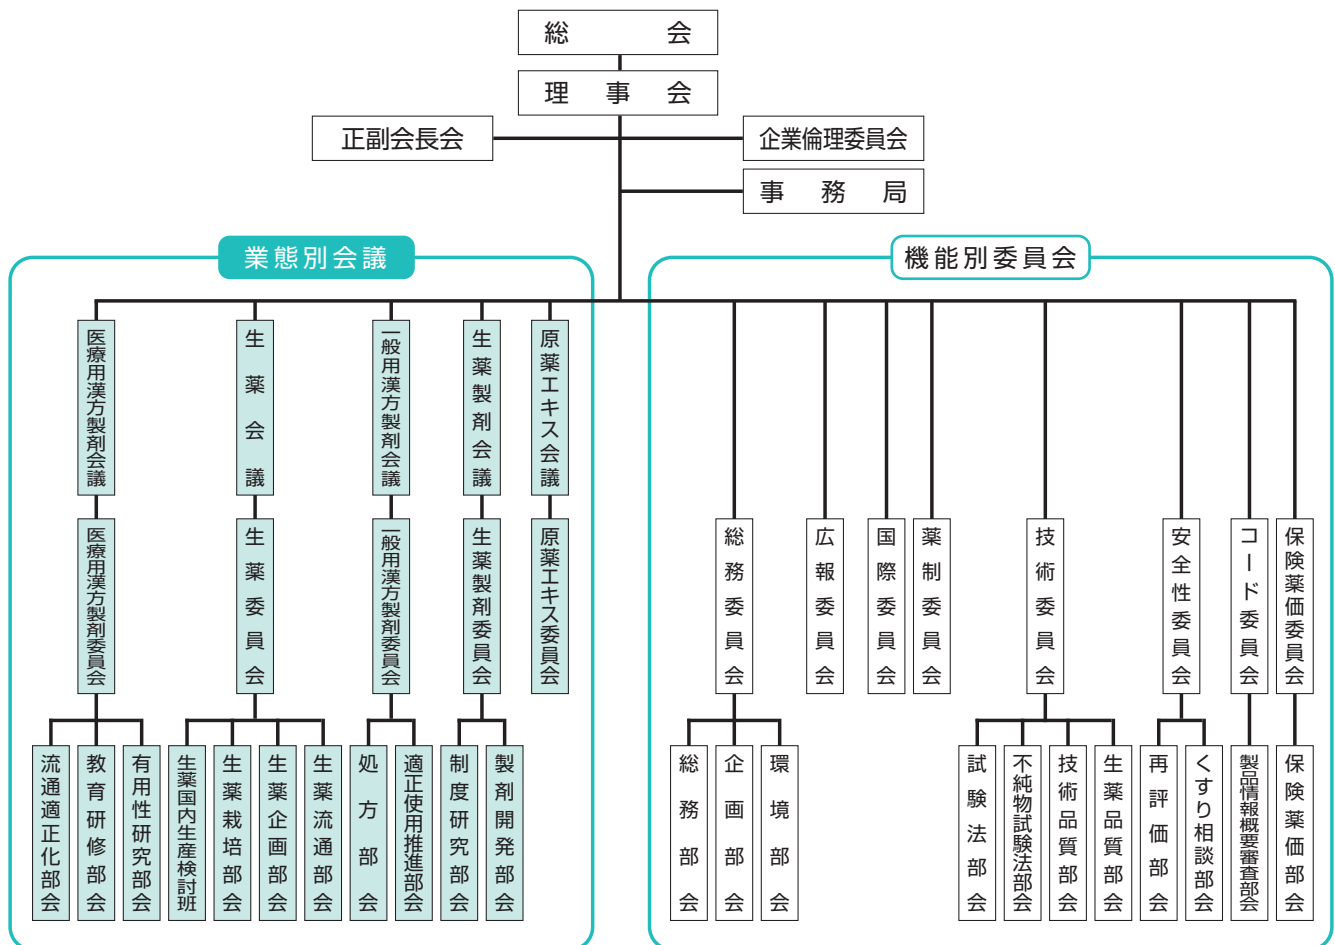 総会
理事会
正副会長会
企業倫理委員会
事務局
業態別会議
機能別委員会
医療用漢方製剤会議
生薬会議
一般用漢方製剤会議
生薬製剤会議
原薬エキス会議
医療用漢方製剤委員会
生薬委員会
一般用漢方製剤委員会
生薬製剤委員会
原薬エキス委員会
総務委員会
広報委員会
国際委員会
薬制委員会
技術委員会
安全性委員会
コード委員会
保険薬価委員会
流通適正化部会
教育研修部会
有用性研究部会
生薬国内生産検討班
生薬栽培部会
生薬企画部会
生薬流通部会
処方部会
適正使用推進部会
制度研究部会
製剤開発部会
総務部会
企画部会
環境部会
試験法部会
不純物試験法部会
技術品質部会
生薬品質部会
再評価部会
くすり相談部会
製品情報概要審査部会
保険薬価部会